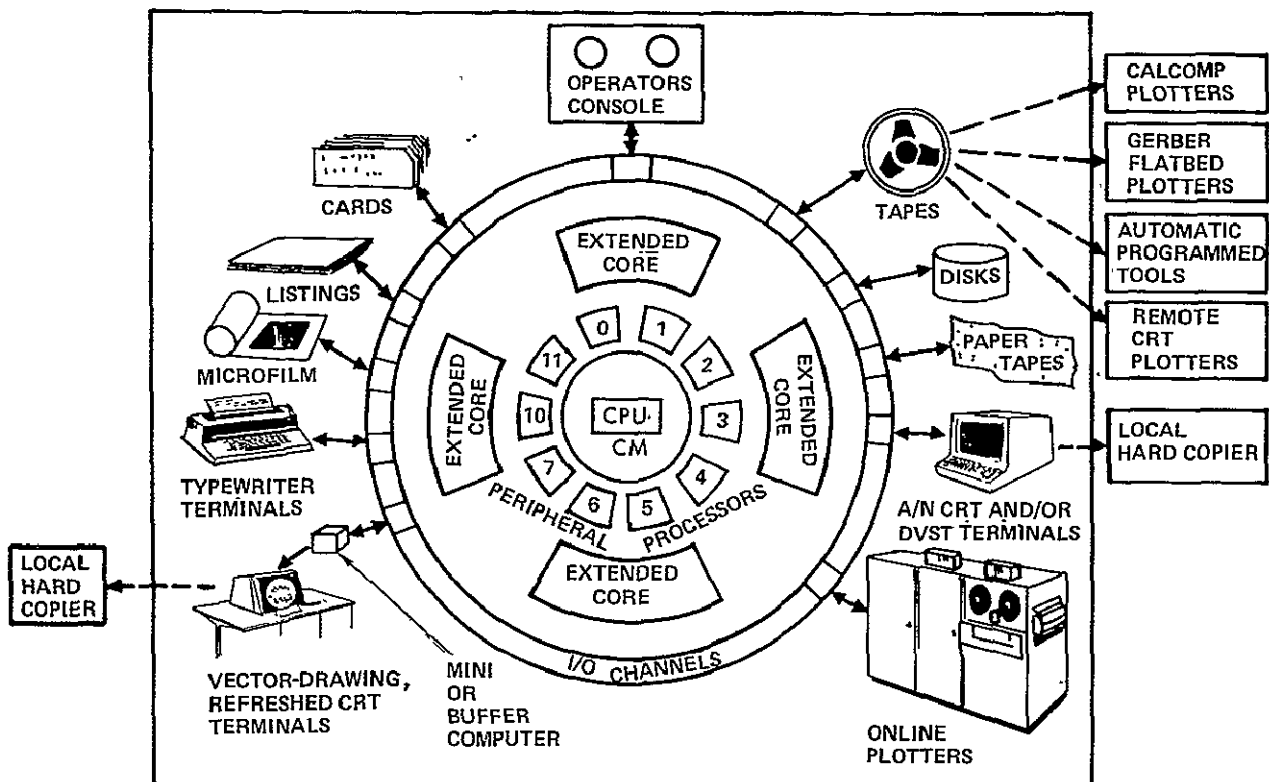 OPERATORS
CONSOLE
CARDS
LISTINGS
MICROFILM
TYPEWRITER
TERMINALS
LOCAL
HARD
COPIER
VECTOR-DRAWING,
REFRESHED CRT
TERMINALS
MINI
OR
BUFFER
COMPUTER
EXTENDED
CORE
EXTENDED
CORE
EXTENDED
CORE
EXTENDED
CORE
0
1
2
3
4
5
6
7
10
11
CPU
CM
PERIPHERAL PROCESSORS
I/O CHANNELS
TAPES
DISKS
PAPER
TAPES
A/N CRT AND/OR
DVST TERMINALS
ONLINE
PLOTTERS
CALCOMP
PLOTTERS
GERBER
FLATBED
PLOTTERS
AUTOMATIC
PROGRAMMED
TOOLS
REMOTE
CRT
PLOTTERS
LOCAL
HARD COPIER